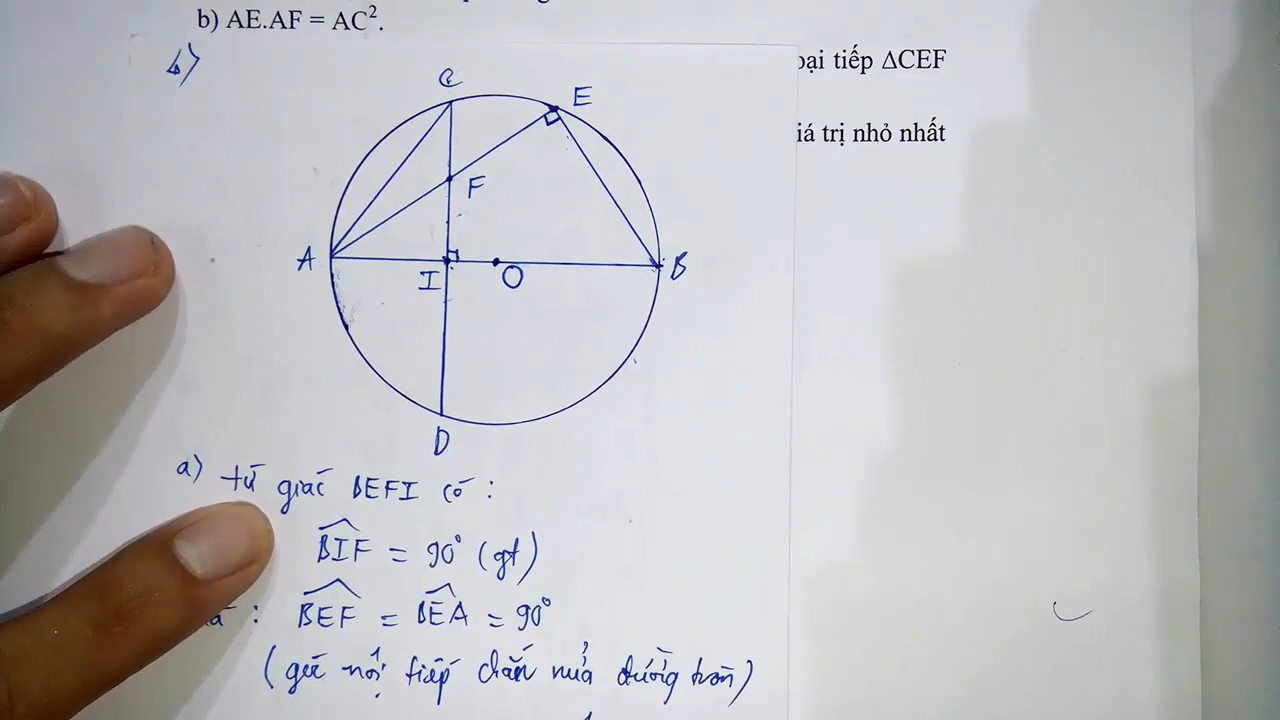 b) AE.AF = AC².
oại tiếp ΔCEF
iá trị nhỏ nhất
b)
C
E
F
A
I
O
B
D
a) tứ giác BEFI có:
BIF = 90° (gt)
: BEF = BEA = 90°
(góc nội tiếp chắn nửa đường tròn)